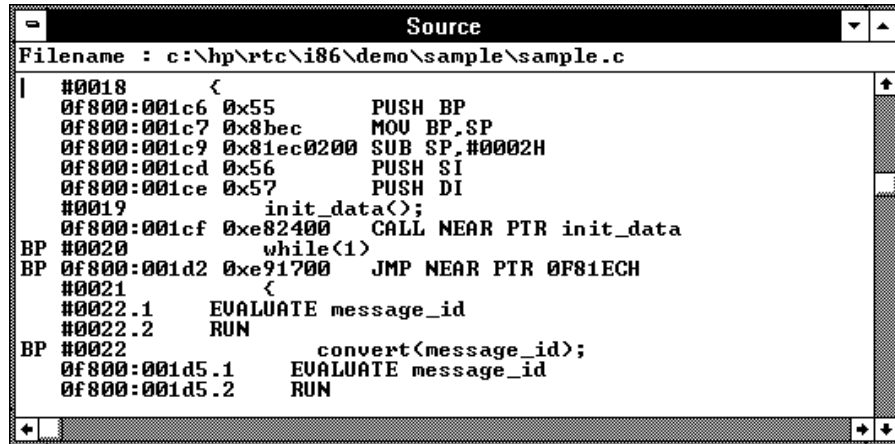 Source
Filename : c:\hp\rtc\i86\demo\sample\sample.c
#0018 {
0f800:001c6 0x55 PUSH BP
0f800:001c7 0x8bec MOV BP,SP
0f800:001c9 0x81ec0200 SUB SP,#0002H
0f800:001cd 0x56 PUSH SI
0f800:001ce 0x57 PUSH DI
#0019 init_data();
0f800:001cf 0xe82400 CALL NEAR PTR init_data
BP #0020 while(1)
BP 0f800:001d2 0xe91700 JMP NEAR PTR 0F81ECH
#0021 {
#0022.1 EVALUATE message_id
#0022.2 RUN
BP #0022 convert(message_id);
0f800:001d5.1 EVALUATE message_id
0f800:001d5.2 RUN